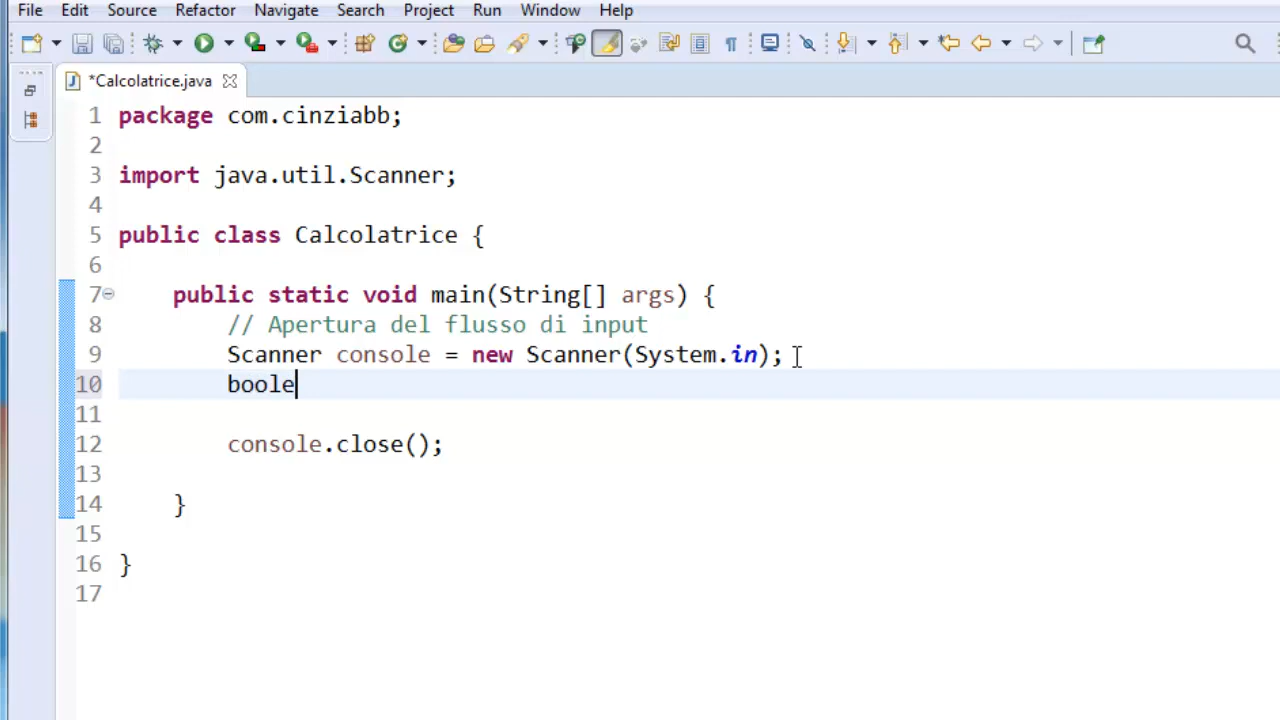 File Edit Source Refactor Navigate Search Project Run Window Help
*Calcolatrice.java
1 package com.cinziabb;
2
3 import java.util.Scanner;
4
5 public class Calcolatrice {
6
7 public static void main(String[] args) {
8 // Apertura del flusso di input
9 Scanner console = new Scanner(System.in);
10 boole
11
12 console.close();
13
14 }
15
16 }
17